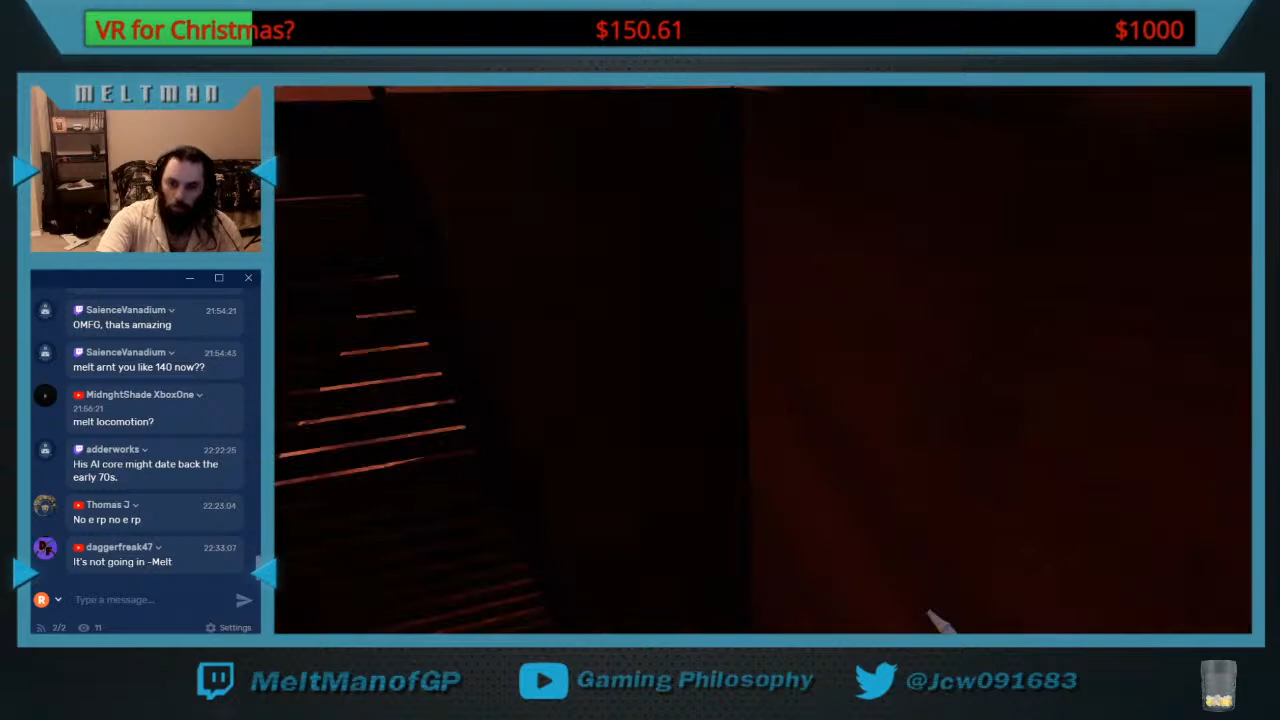 VR for Christmas?
$150.61
$1000
MELTMAN
SaienceVanadium
21:54:21
OMFG, thats amazing
SaienceVanadium
21:54:43
melt arnt you like 140 now??
MidnghtShade XboxOne
21:56:21
melt locomotion?
adderworks
22:22:25
His AI core might date back the
early 70s.
Thomas J
22:23:04
No e rp no e rp
daggerfreak47
22:33:07
It's not going in -Melt
R
Type a message...
2/2
11
Settings
MeltManofGP
Gaming Philosophy
@Jcw091683